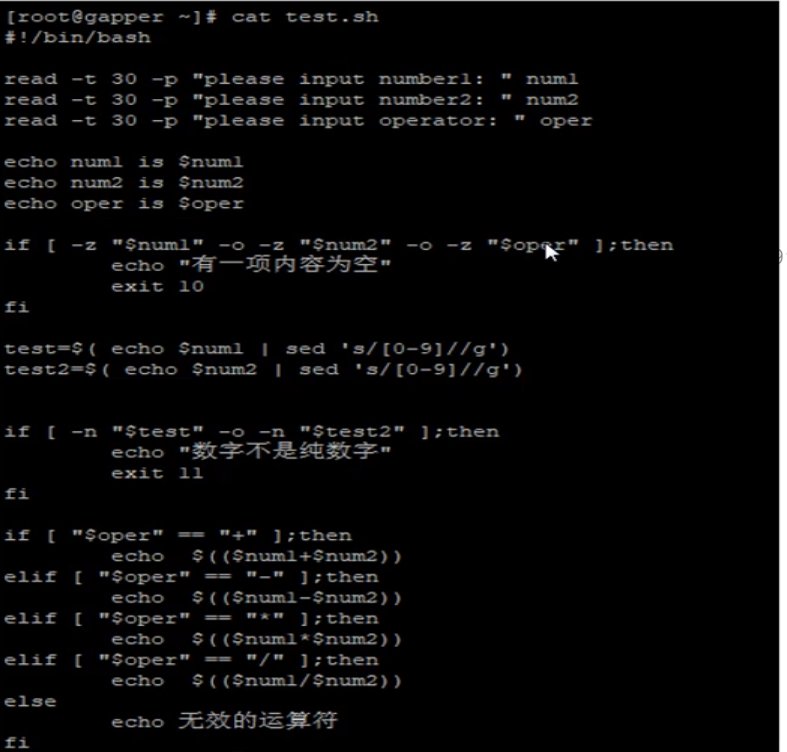 [root@gapper ~]# cat test.sh
#!/bin/bash
read -t 30 -p "please input number1: " num1
read -t 30 -p "please input number2: " num2
read -t 30 -p "please input operator: " oper
echo num1 is $num1
echo num2 is $num2
echo oper is $oper
if [ -z "$num1" -o -z "$num2" -o -z "$oper" ];then
echo "有一项内容为空"
exit 10
fi
test=$( echo $num1 | sed 's/[0-9]//g')
test2=$( echo $num2 | sed 's/[0-9]//g')
if [ -n "$test" -o -n "$test2" ];then
echo "数字不是纯数字"
exit 11
fi
if [ "$oper" == "+" ];then
echo  $(($num1+$num2))
elif [ "$oper" == "-" ];then
echo  $(($num1-$num2))
elif [ "$oper" == "*" ];then
echo  $(($num1*$num2))
elif [ "$oper" == "/" ];then
echo  $(($num1/$num2))
else
echo 无效的运算符
fi